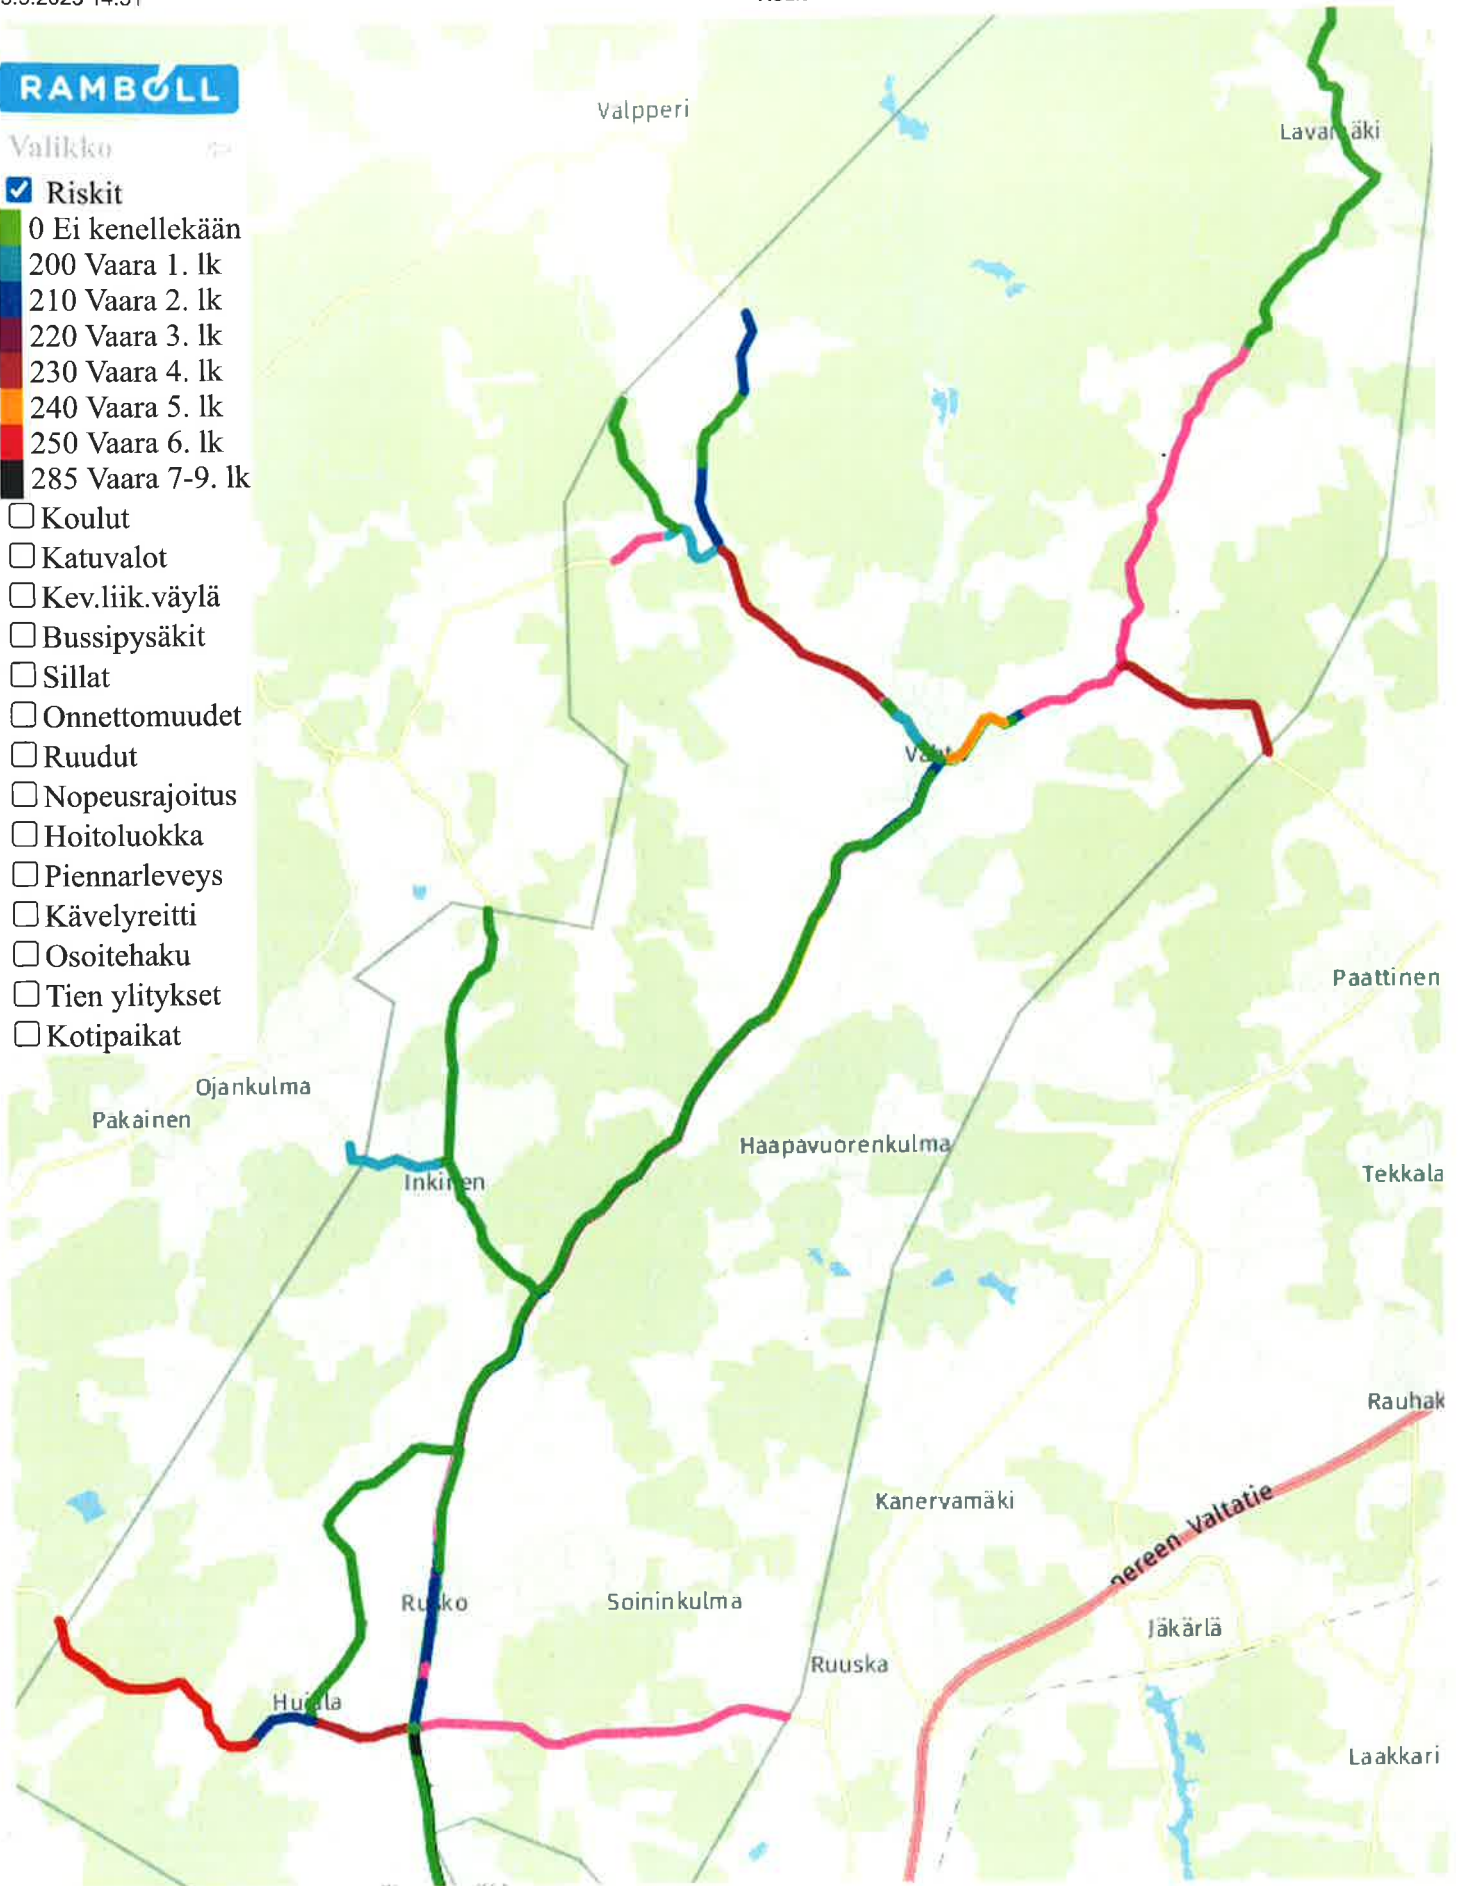 RAMBOLL
Valikko
Riskit
0 Ei kenellekään
200 Vaara 1. lk
210 Vaara 2. lk
220 Vaara 3. lk
230 Vaara 4. lk
240 Vaara 5. lk
250 Vaara 6. lk
285 Vaara 7-9. lk
Koulut
Katuvalot
Kev.liik.väylä
Bussipysäkit
Sillat
Onnettomuudet
Ruudut
Nopeusrajoitus
Hoitoluokka
Piennarleveys
Kävelyreitti
Osoitehaku
Tien ylitykset
Kotipaikat
Valpperi
Paattinen
Ojankulma
Pakainen
Haapavuorenkulma
Tekkala
Rauhak
Kanervamäki
nereen Valtatie
Soininkulma
Jäkärlä
Ruuska
Laakkari